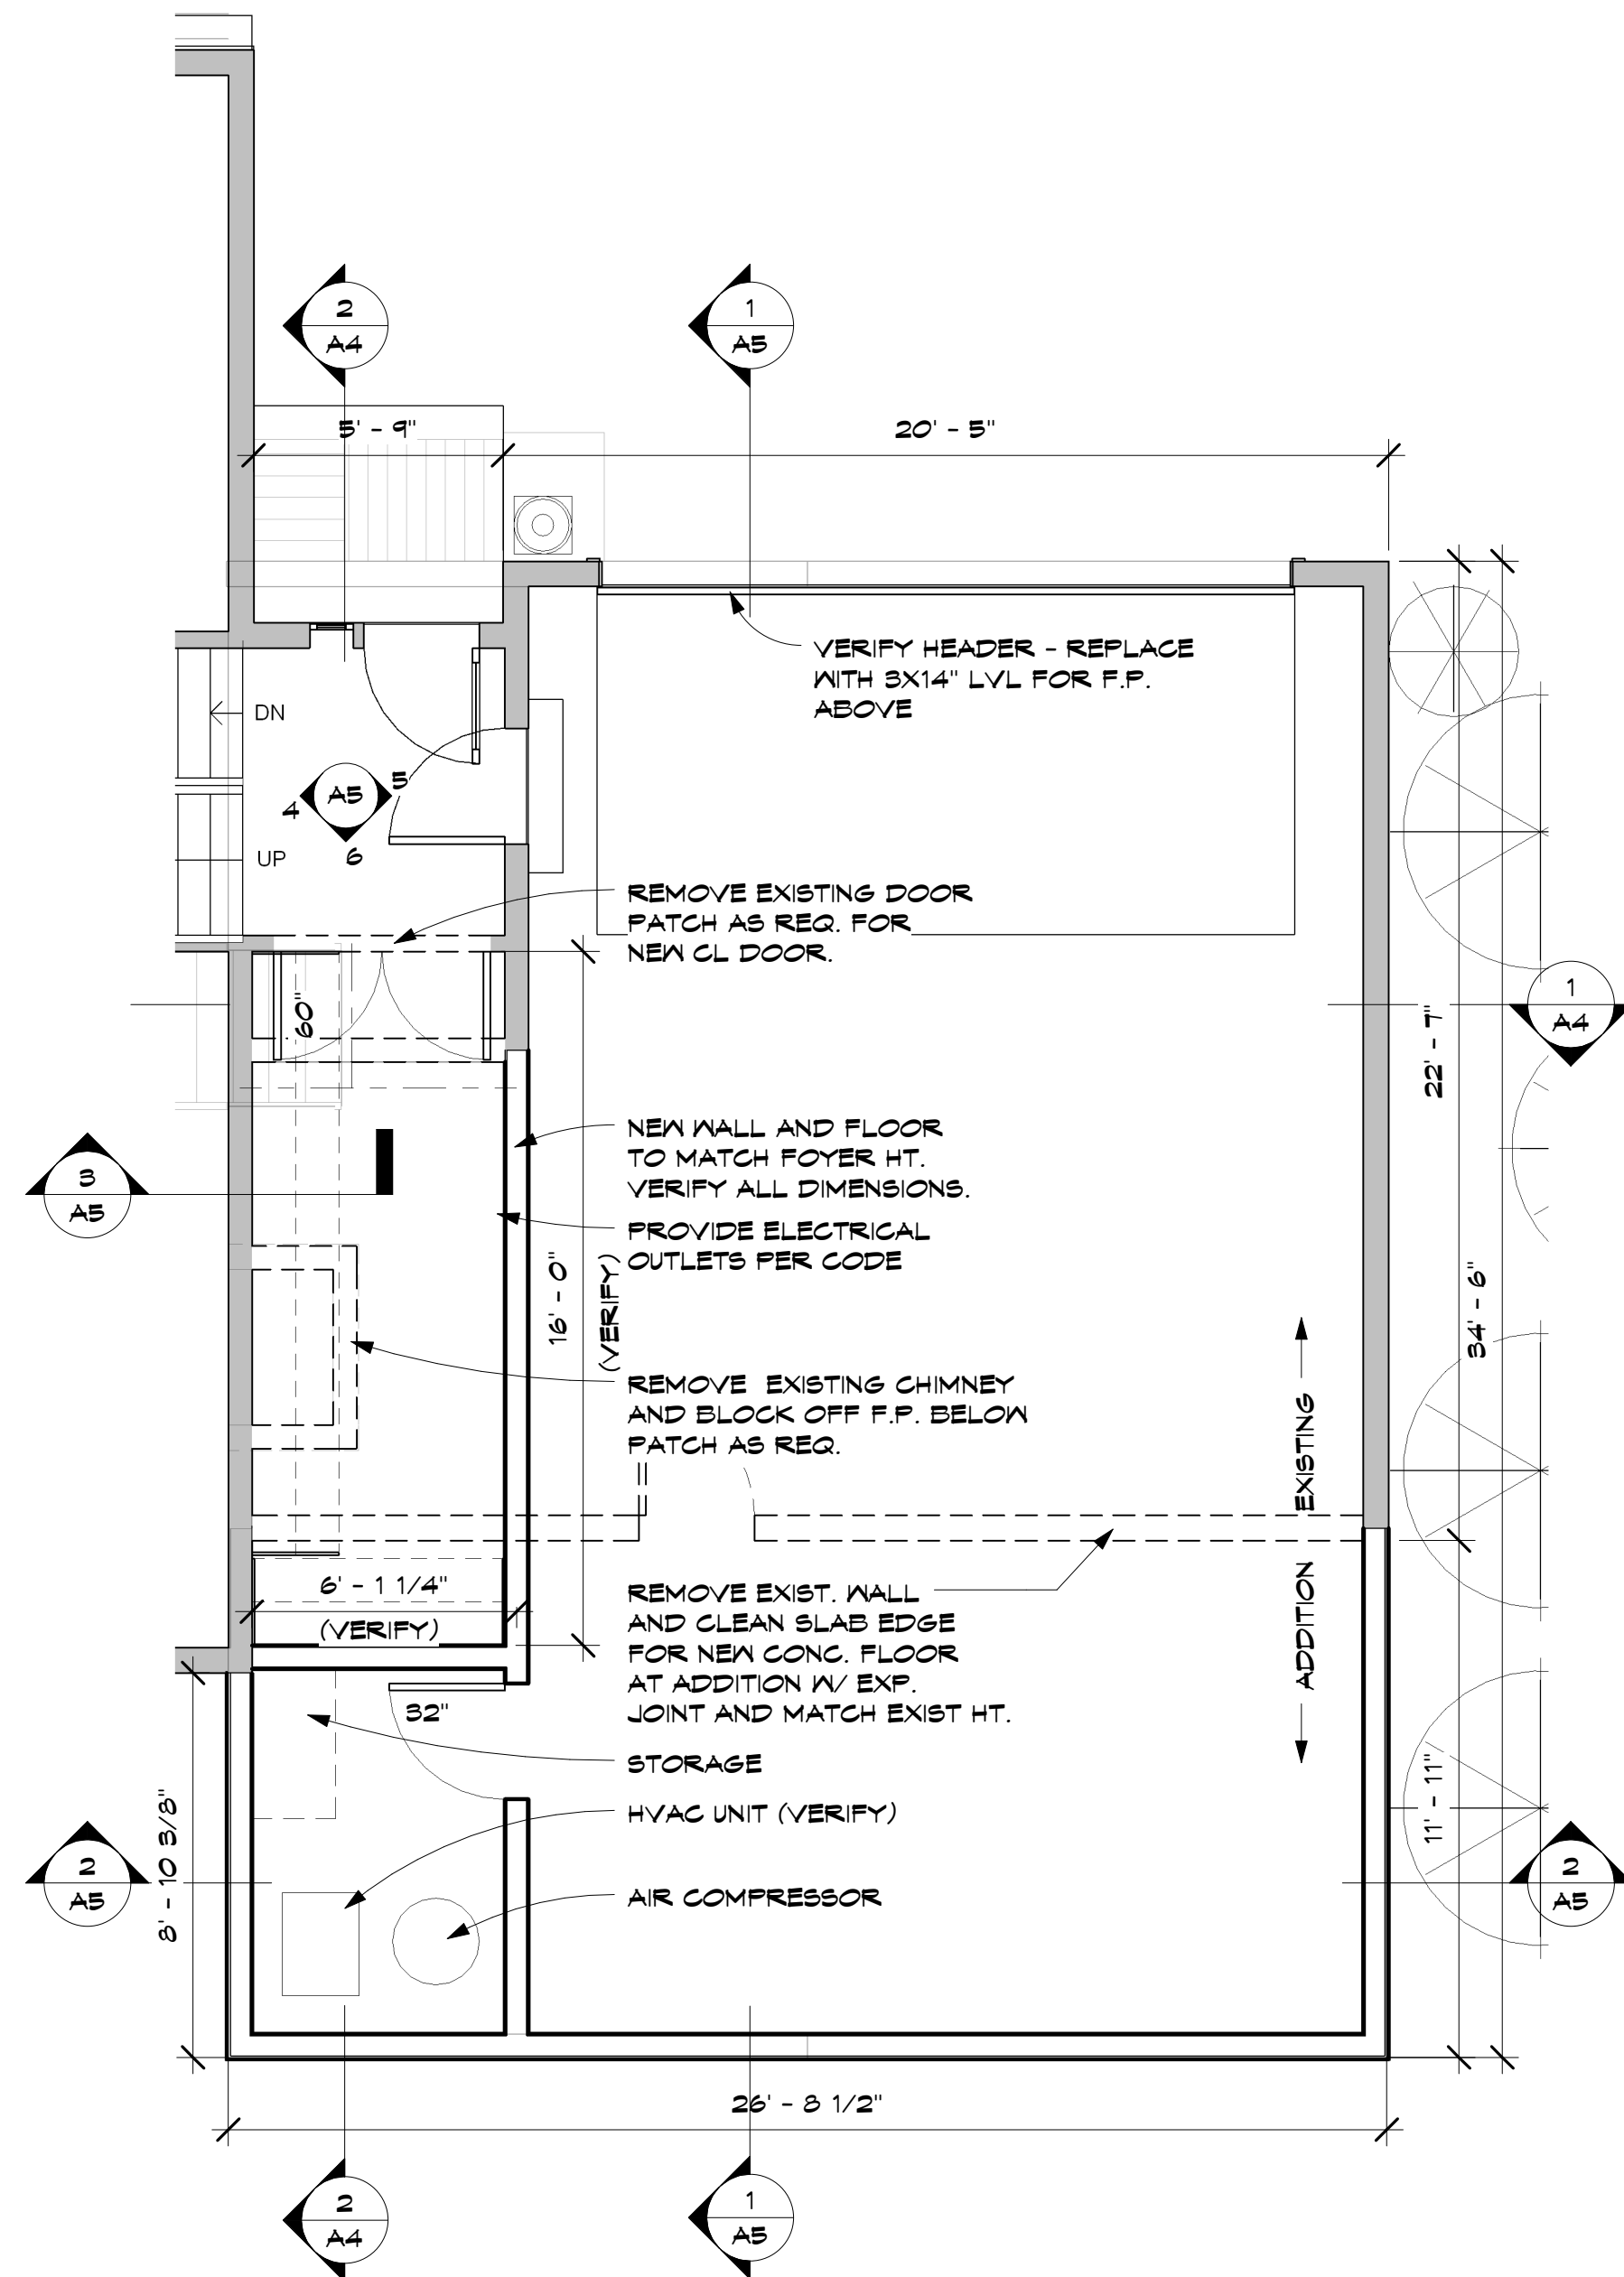 2
A4
1
A5
5' - 9"
20' - 5"
VERIFY HEADER - REPLACE
WITH 3X14" LVL FOR F.P.
ABOVE
DN
4
A5
5
6
UP
REMOVE EXISTING DOOR
PATCH AS REQ. FOR
NEW CL DOOR.
60"
22' - 7"
1
A4
NEW WALL AND FLOOR
TO MATCH FOYER HT.
VERIFY ALL DIMENSIONS.
3
A5
PROVIDE ELECTRICAL
OUTLETS PER CODE
16' - 0"
(VERIFY)
34' - 6"
REMOVE EXISTING CHIMNEY
AND BLOCK OFF F.P. BELOW
PATCH AS REQ.
EXISTING
ADDITION
6' - 1 1/4"
(VERIFY)
REMOVE EXIST. WALL
AND CLEAN SLAB EDGE
FOR NEW CONC. FLOOR
AT ADDITION W/ EXP.
JOINT AND MATCH EXIST HT.
32"
STORAGE
HVAC UNIT (VERIFY)
AIR COMPRESSOR
11' - 11"
8' - 10 3/8"
2
A5
2
A5
26' - 8 1/2"
2
A4
1
A5